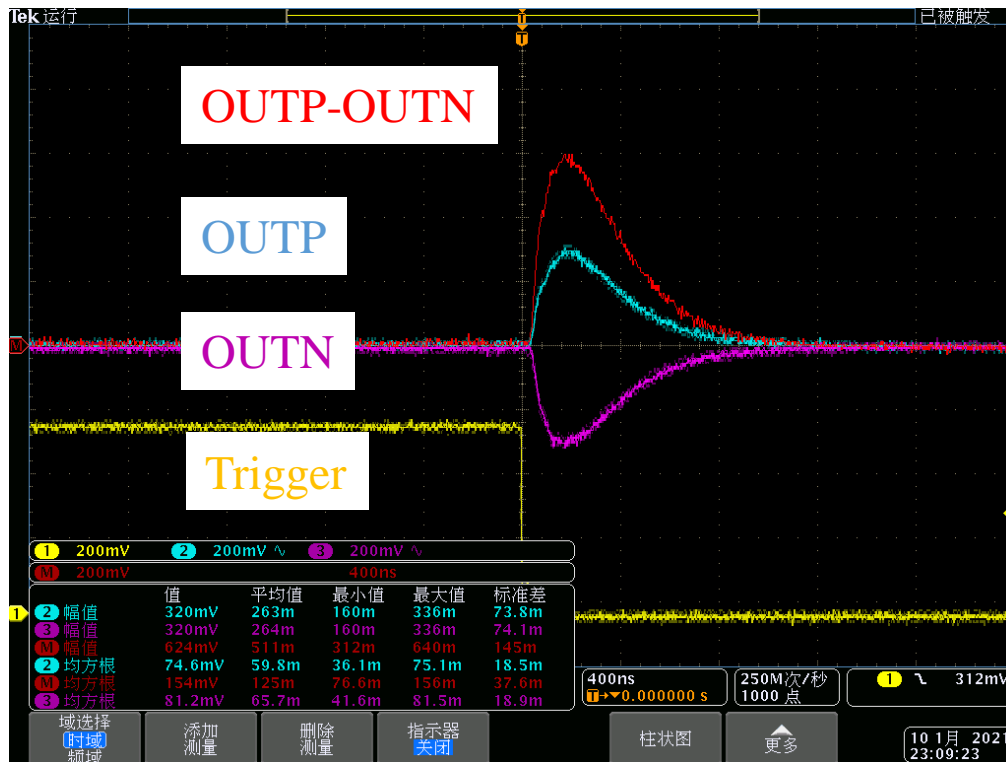 Tek 运行
已被触发
T
T
OUTP-OUTN
OUTP
M
OUTN
Trigger
1 200mV 2 200mV ∿ 3 200mV ∿
M 200mV 400ns
值 平均值 最小值 最大值 标准差
1
2 幅值 320mV 263m 160m 336m 73.8m
3 幅值 320mV 264m 160m 336m 74.1m
M 幅值 624mV 511m 312m 640m 145m
2 均方根 74.6mV 59.8m 36.1m 75.1m 18.5m
M 均方根 154mV 125m 76.6m 156m 37.6m
3 均方根 81.2mV 65.7m 41.6m 81.5m 18.9m
400ns
T→▼0.000000 s
250M次/秒
1000 点
1 312mV
域选择
时域
频域
添加
测量
删除
测量
指示器
关闭
柱状图
更多
10 1月 2021
23:09:23